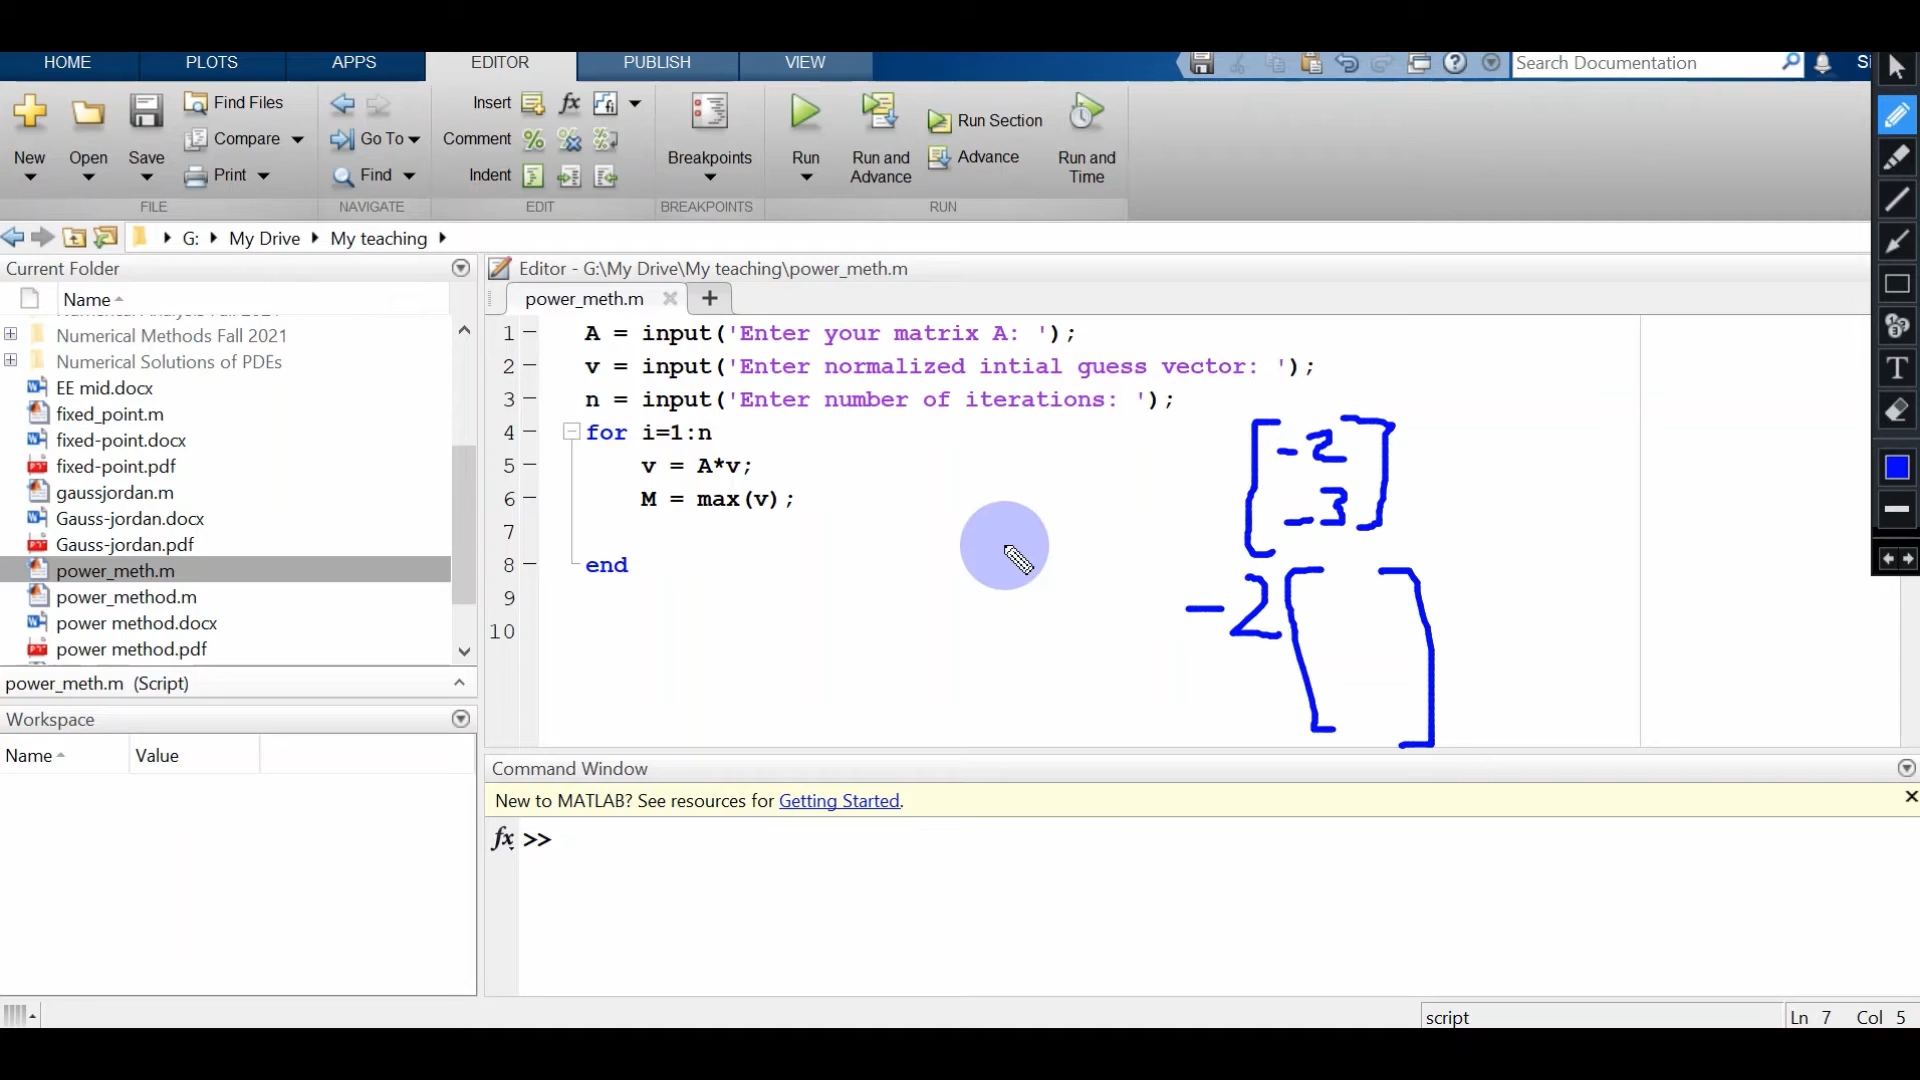 HOME PLOTS APPS EDITOR PUBLISH VIEW Search Documentation Si
New Open Save Find Files Compare Print
Go To Find
Insert fx Comment Indent
Breakpoints
Run Run and Advance Run Section Advance Run and Time
FILE NAVIGATE EDIT BREAKPOINTS RUN
G: My Drive My teaching
Current Folder
Name
Numerical Methods Fall 2021
Numerical Solutions of PDEs
EE mid.docx
fixed_point.m
fixed-point.docx
fixed-point.pdf
gaussjordan.m
Gauss-jordan.docx
Gauss-jordan.pdf
power_meth.m
power_method.m
power method.docx
power method.pdf
power_meth.m (Script)
Workspace
Name Value
Editor - G:\My Drive\My teaching\power_meth.m
power_meth.m
1 A = input('Enter your matrix A: ');
2 v = input('Enter normalized intial guess vector: ');
3 n = input('Enter number of iterations: ');
4 for i=1:n
5 v = A*v;
6 M = max(v);
7
8 end
9
10
-2
-3
-2
Command Window
New to MATLAB? See resources for Getting Started.
fx >>
script Ln 7 Col 5